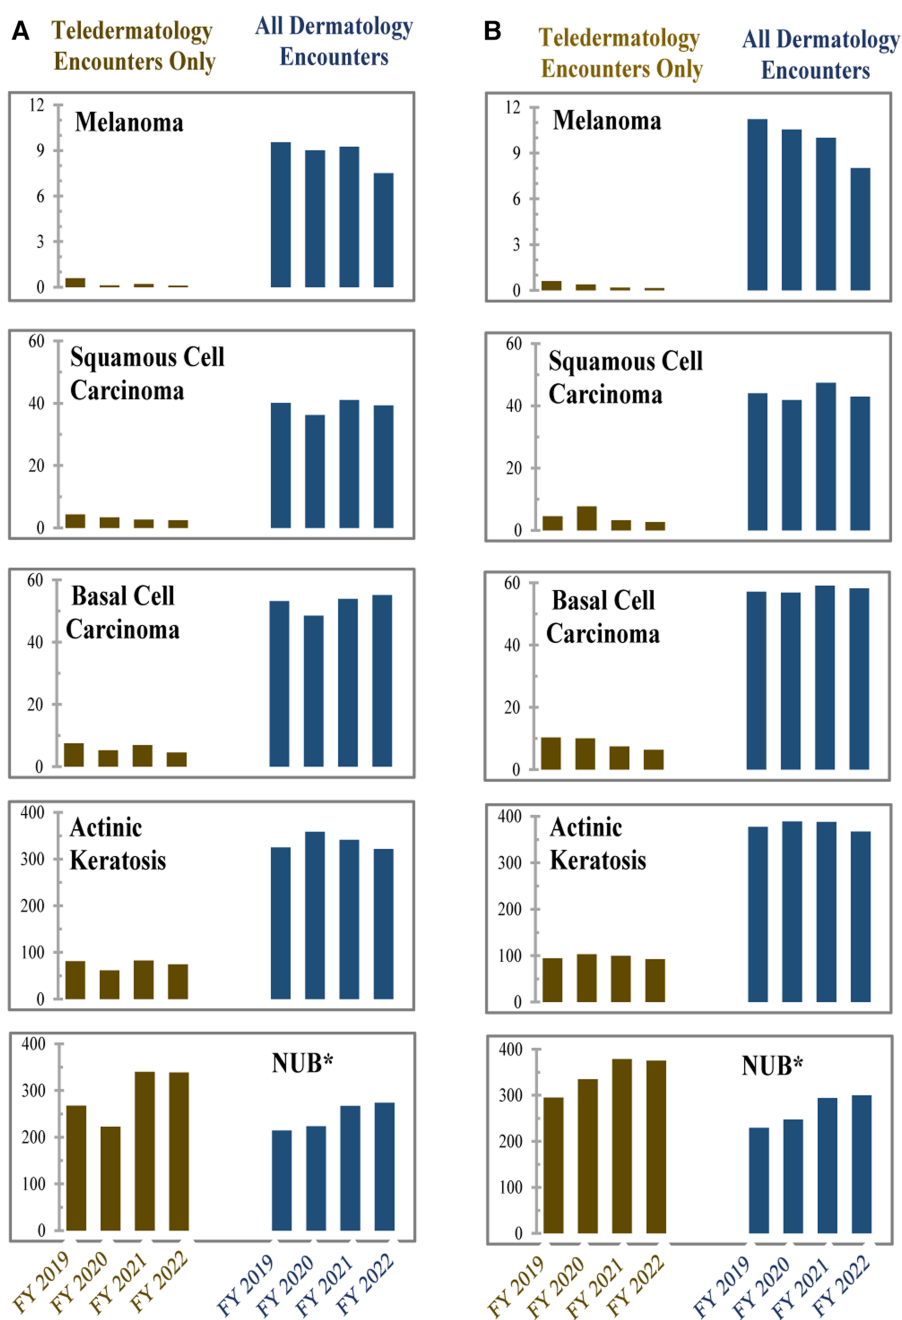 A
Teledermatology
Encounters Only
All Dermatology
Encounters
Melanoma
12
9
6
3
0
Squamous Cell
Carcinoma
60
40
20
0
Basal Cell
Carcinoma
60
40
20
0
Actinic
Keratosis
400
300
200
100
0
NUB*
400
300
200
100
0
FY 2019
FY 2020
FY 2021
FY 2022
FY 2019
FY 2020
FY 2021
FY 2022
B
Teledermatology
Encounters Only
All Dermatology
Encounters
Melanoma
12
9
6
3
0
Squamous Cell
Carcinoma
60
40
20
0
Basal Cell
Carcinoma
60
40
20
0
Actinic
Keratosis
400
300
200
100
0
NUB*
400
300
200
100
0
FY 2019
FY 2020
FY 2021
FY 2022
FY 2019
FY 2020
FY 2021
FY 2022